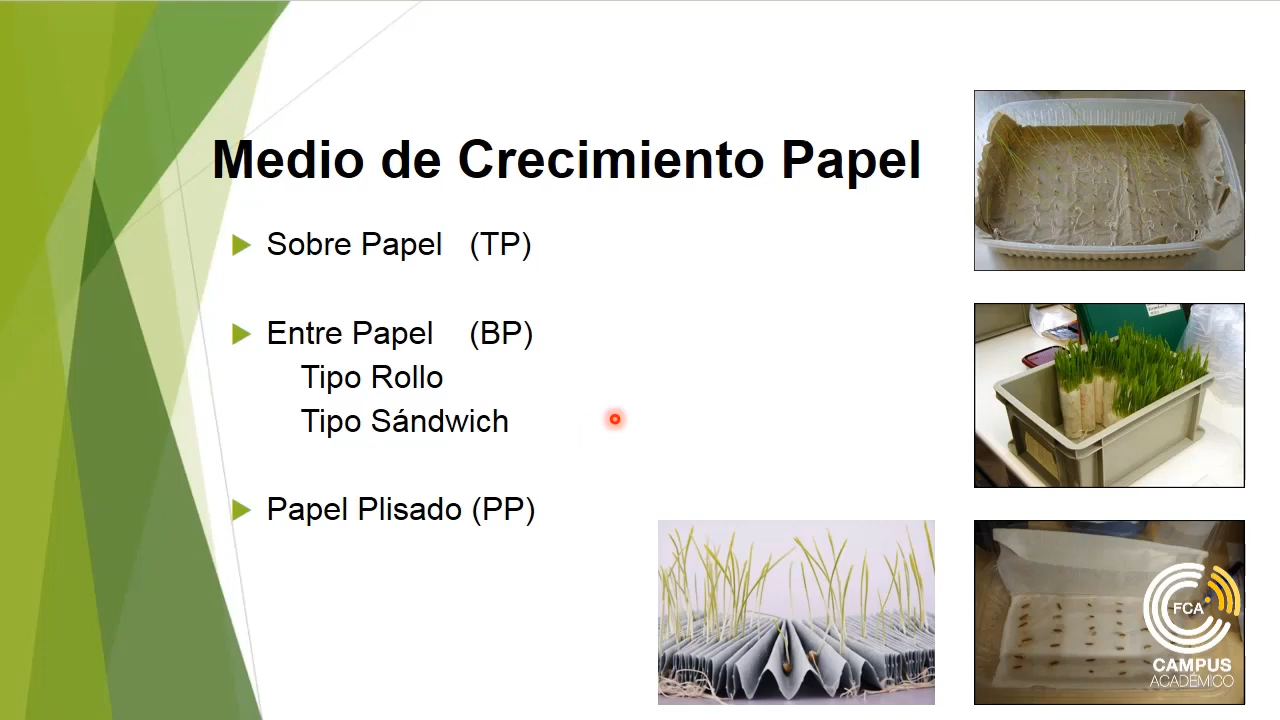 Medio de Crecimiento Papel
Sobre Papel (TP)
Entre Papel (BP)
Tipo Rollo
Tipo Sándwich
Papel Plisado (PP)
FCA
CAMPUS
ACADÉMICO